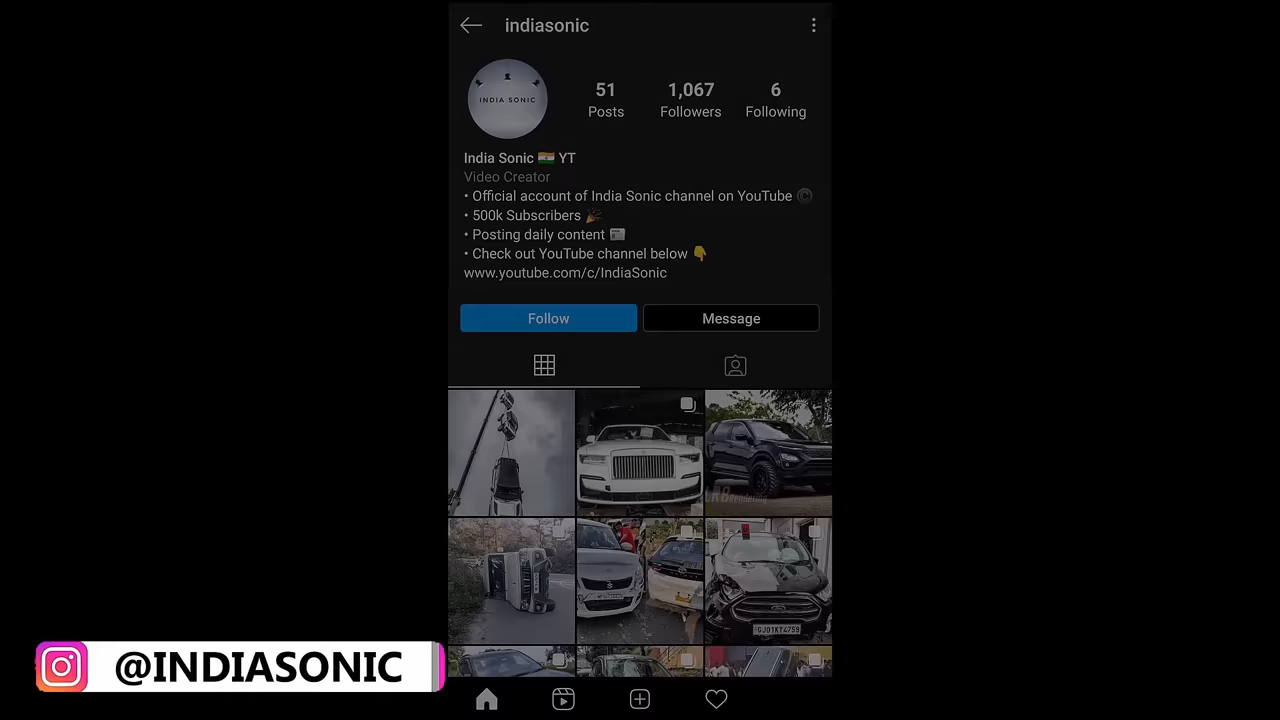 indiasonic
INDIA SONIC
51
Posts
1,067
Followers
6
Following
India Sonic 🇮🇳 YT
Video Creator
• Official account of India Sonic channel on YouTube ©️
• 500k Subscribers 🎉
• Posting daily content 📰
• Check out YouTube channel below 👇
www.youtube.com/c/IndiaSonic
Follow
Message
Rendering
GJ01KY4759
@INDIASONIC